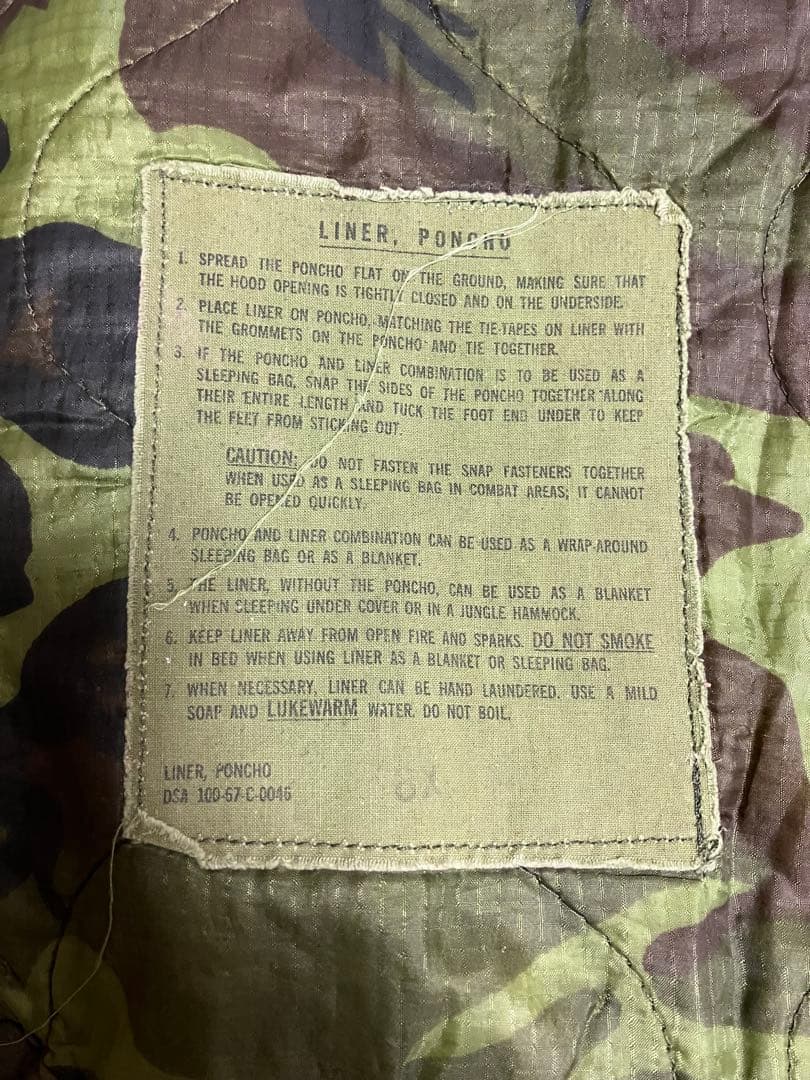 LINER, PONCHO
1. SPREAD THE PONCHO FLAT ON THE GROUND, MAKING SURE THAT
THE HOOD OPENING IS TIGHTLY CLOSED AND ON THE UNDERSIDE.
2. PLACE LINER ON PONCHO, MATCHING THE TIE-TAPES ON LINER WITH
THE GROMMETS ON THE PONCHO AND TIE TOGETHER.
3. IF THE PONCHO AND LINER COMBINATION IS TO BE USED AS A
SLEEPING BAG, SNAP THE SIDES OF THE PONCHO TOGETHER ALONG
THEIR ENTIRE LENGTH AND TUCK THE FOOT END UNDER TO KEEP
THE FEET FROM STICKING OUT.
CAUTION: DO NOT FASTEN THE SNAP FASTENERS TOGETHER
WHEN USED AS A SLEEPING BAG IN COMBAT AREAS; IT CANNOT
BE OPENED QUICKLY.
4. PONCHO AND LINER COMBINATION CAN BE USED AS A WRAP-AROUND
SLEEPING BAG OR AS A BLANKET.
5. THE LINER, WITHOUT THE PONCHO, CAN BE USED AS A BLANKET
WHEN SLEEPING UNDER COVER OR IN A JUNGLE HAMMOCK.
6. KEEP LINER AWAY FROM OPEN FIRE AND SPARKS. DO NOT SMOKE
IN BED WHEN USING LINER AS A BLANKET OR SLEEPING BAG.
7. WHEN NECESSARY, LINER CAN BE HAND LAUNDERED. USE A MILD
SOAP AND LUKEWARM WATER. DO NOT BOIL.
LINER, PONCHO
DSA 100-67-C-0046